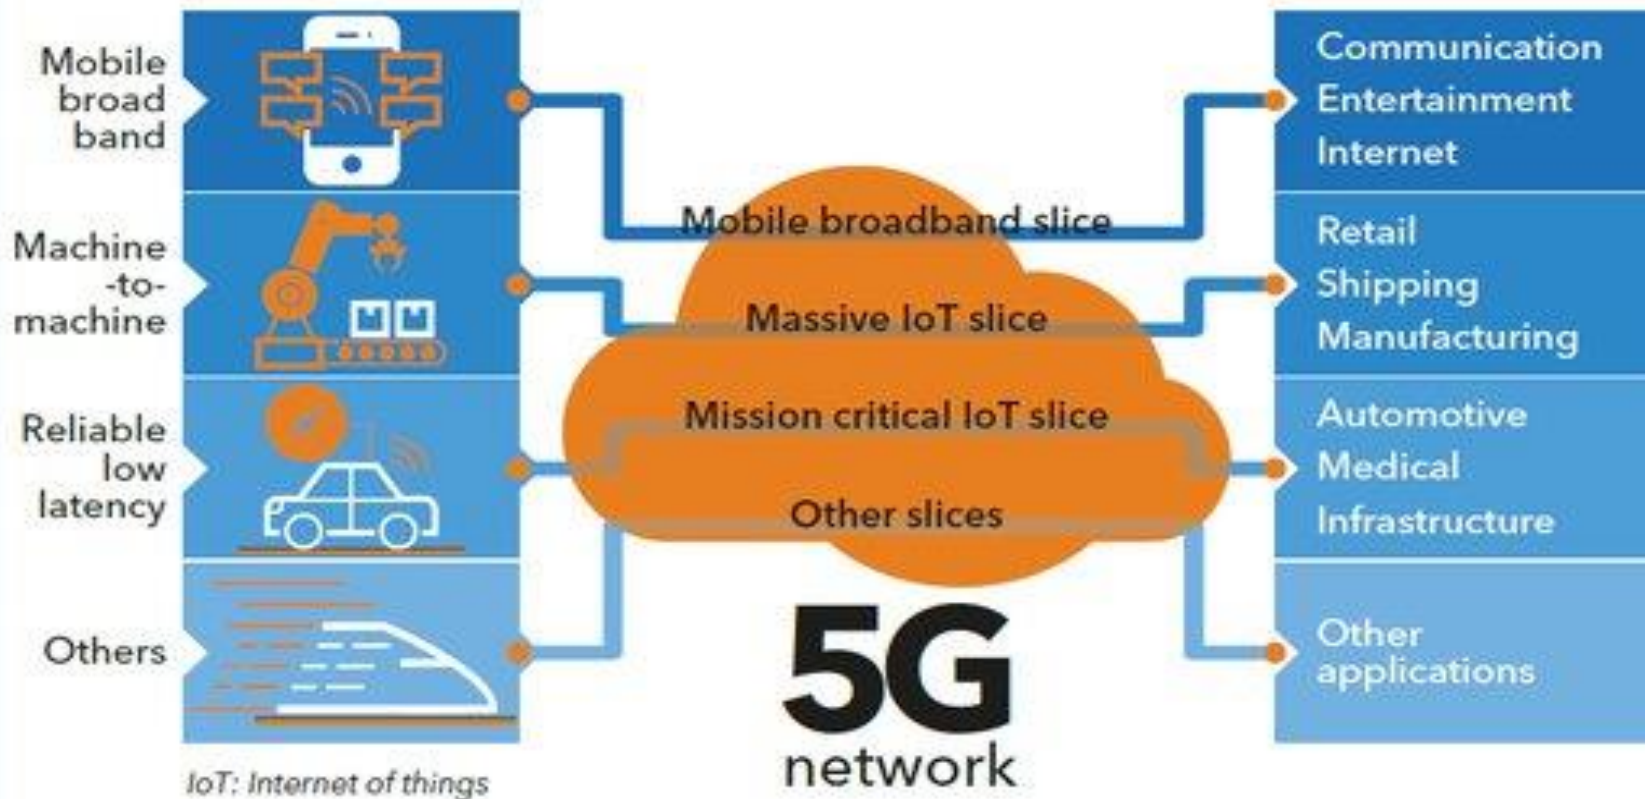 Mobile
broad
band
Machine
-to-
machine
Reliable
low
latency
Others
IoT: Internet of things
Mobile broadband slice
Massive IoT slice
Mission critical IoT slice
Other slices
5G
network
Communication
Entertainment
Internet
Retail
Shipping
Manufacturing
Automotive
Medical
Infrastructure
Other
applications